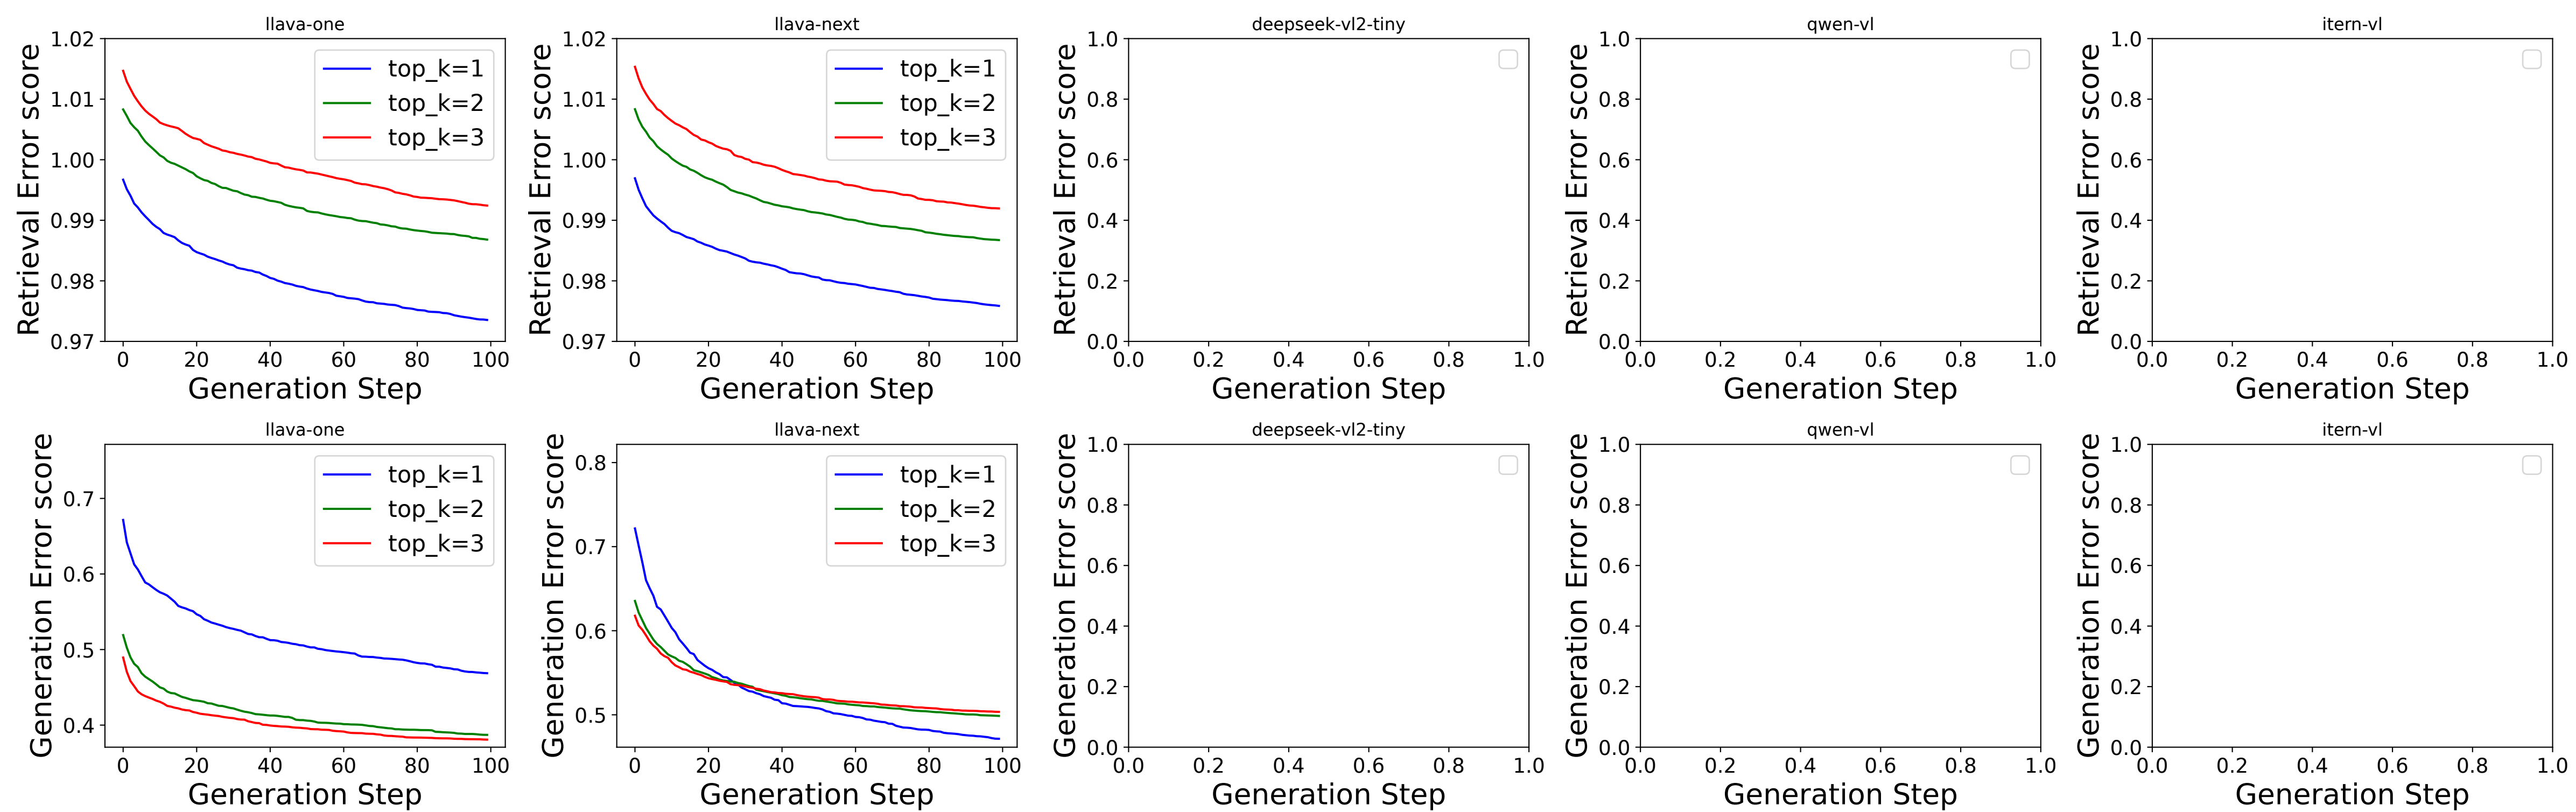 llava-one
Retrieval Error score
1.02
1.01
1.00
0.99
0.98
0.97
top_k=1
top_k=2
top_k=3
0 20 40 60 80 100
Generation Step
llava-next
Retrieval Error score
1.02
1.01
1.00
0.99
0.98
0.97
top_k=1
top_k=2
top_k=3
0 20 40 60 80 100
Generation Step
deepseek-vl2-tiny
Retrieval Error score
1.0
0.8
0.6
0.4
0.2
0.0
0.0 0.2 0.4 0.6 0.8 1.0
Generation Step
qwen-vl
Retrieval Error score
1.0
0.8
0.6
0.4
0.2
0.0
0.0 0.2 0.4 0.6 0.8 1.0
Generation Step
itern-vl
Retrieval Error score
1.0
0.8
0.6
0.4
0.2
0.0
0.0 0.2 0.4 0.6 0.8 1.0
Generation Step
llava-one
Generation Error score
0.7
0.6
0.5
0.4
top_k=1
top_k=2
top_k=3
0 20 40 60 80 100
Generation Step
llava-next
Generation Error score
0.8
0.7
0.6
0.5
top_k=1
top_k=2
top_k=3
0 20 40 60 80 100
Generation Step
deepseek-vl2-tiny
Generation Error score
1.0
0.8
0.6
0.4
0.2
0.0
0.0 0.2 0.4 0.6 0.8 1.0
Generation Step
qwen-vl
Generation Error score
1.0
0.8
0.6
0.4
0.2
0.0
0.0 0.2 0.4 0.6 0.8 1.0
Generation Step
itern-vl
Generation Error score
1.0
0.8
0.6
0.4
0.2
0.0
0.0 0.2 0.4 0.6 0.8 1.0
Generation Step